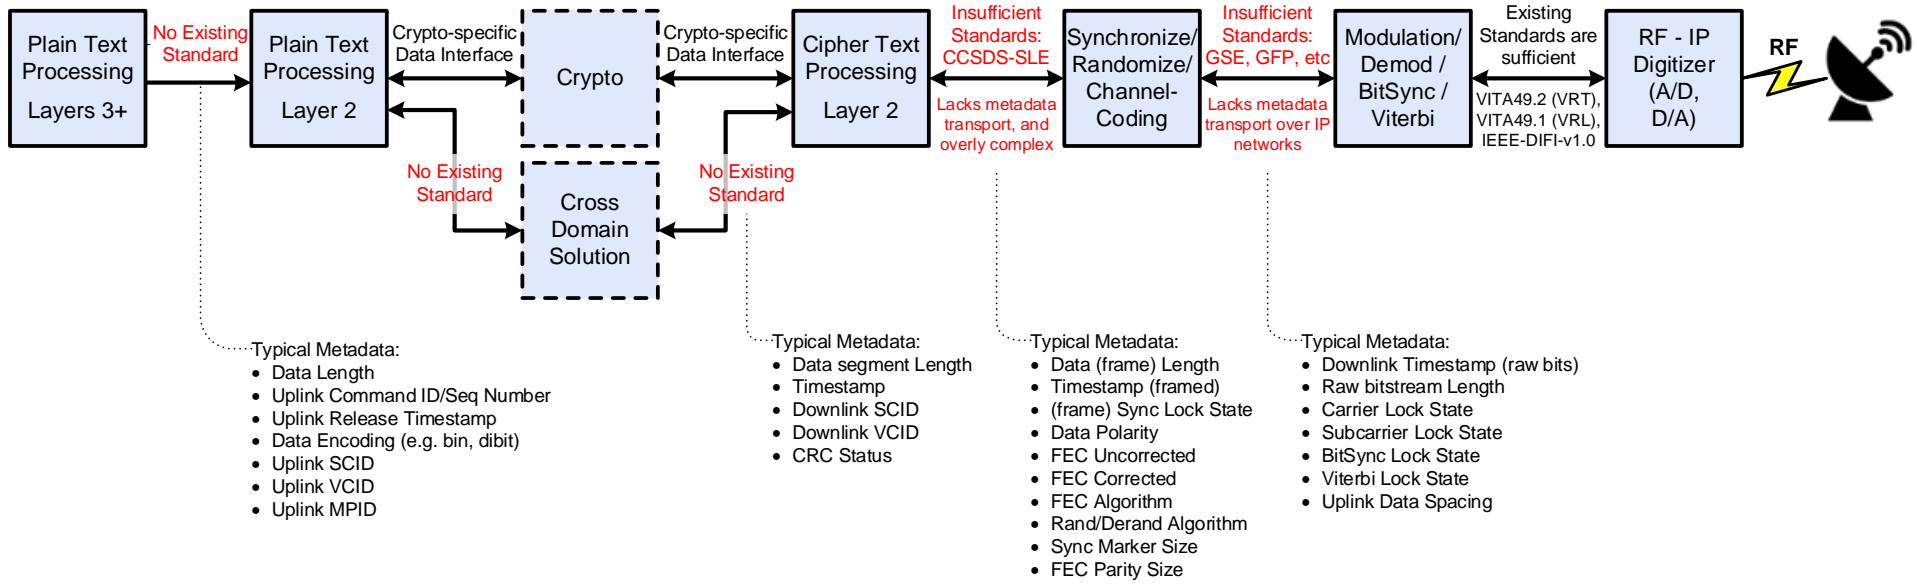 Plain Text
Processing
Layers 3+
No Existing
Standard
Plain Text
Processing
Layer 2
Crypto-specific
Data Interface
Crypto
Crypto-specific
Data Interface
Cipher Text
Processing
Layer 2
Insufficient
Standards:
CCSDS-SLE
Lacks metadata
transport, and
overly complex
Synchronize/
Randomize/
Channel-
Coding
Insufficient
Standards:
GSE, GFP, etc
Lacks metadata
transport over IP
networks
Modulation/
Demod /
BitSync /
Viterbi
Existing
Standards are
sufficient
VITA49.2 (VRT),
VITA49.1 (VRL),
IEEE-DIFI-v1.0
RF - IP
Digitizer
(A/D,
D/A)
RF
No Existing
Standard
Cross
Domain
Solution
No Existing
Standard
Typical Metadata:
• Data Length
• Uplink Command ID/Seq Number
• Uplink Release Timestamp
• Data Encoding (e.g. bin, dibit)
• Uplink SCID
• Uplink VCID
• Uplink MPID
Typical Metadata:
• Data segment Length
• Timestamp
• Downlink SCID
• Downlink VCID
• CRC Status
Typical Metadata:
• Data (frame) Length
• Timestamp (framed)
• (frame) Sync Lock State
• Data Polarity
• FEC Uncorrected
• FEC Corrected
• FEC Algorithm
• Rand/Derand Algorithm
• Sync Marker Size
• FEC Parity Size
Typical Metadata:
• Downlink Timestamp (raw bits)
• Raw bitstream Length
• Carrier Lock State
• Subcarrier Lock State
• BitSync Lock State
• Viterbi Lock State
• Uplink Data Spacing